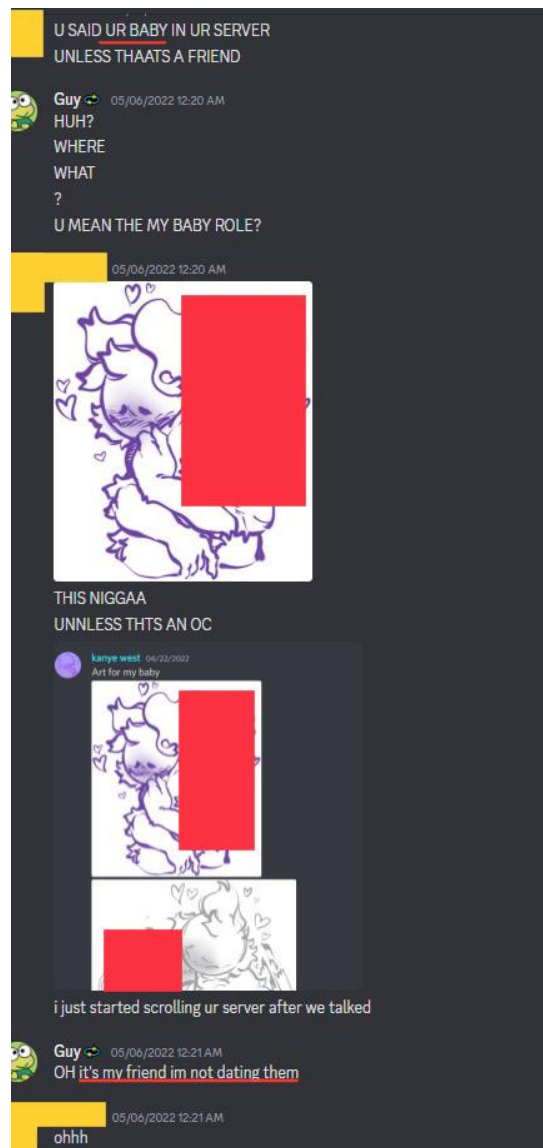 U SAID UR BABY IN UR SERVER
UNLESS THAATS A FRIEND
Guy 05/06/2022 12:20 AM
HUH?
WHERE
WHAT
?
U MEAN THE MY BABY ROLE?
05/06/2022 12:20 AM
THIS NIGGAA
UNNLESS THTS AN OC
kanye west 04/22/2022
Art for my baby
i just started scrolling ur server after we talked
Guy 05/06/2022 12:21 AM
OH it's my friend im not dating them
05/06/2022 12:21 AM
ohhh